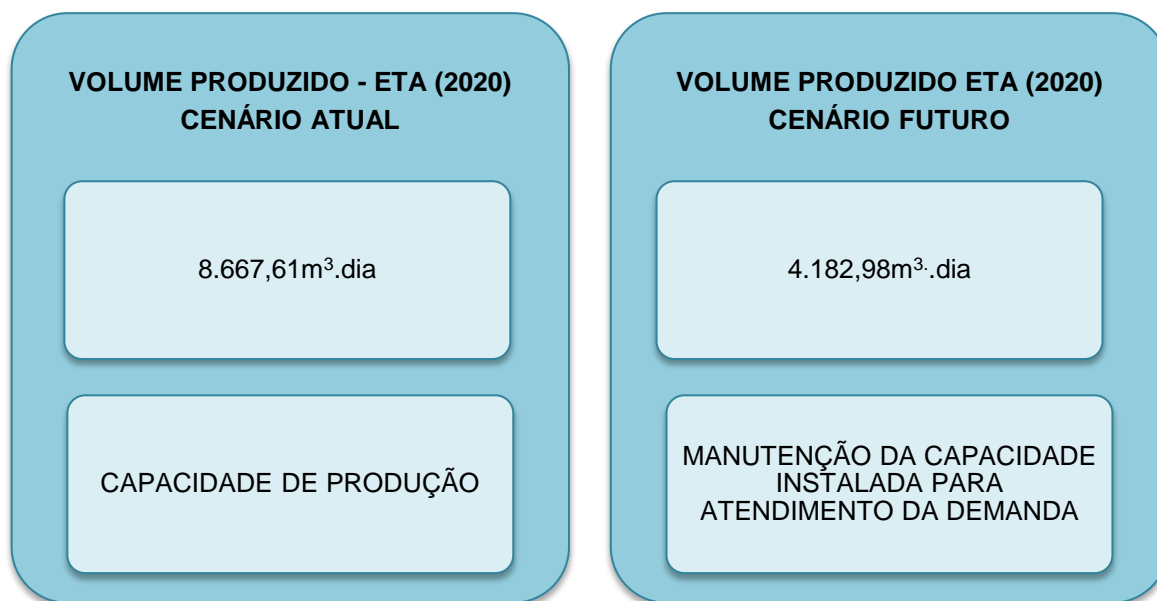 VOLUME PRODUZIDO - ETA (2020)
CENÁRIO ATUAL
8.667,61m³.dia
CAPACIDADE DE PRODUÇÃO
VOLUME PRODUZIDO ETA (2020)
CENÁRIO FUTURO
4.182,98m³·.dia
MANUTENÇÃO DA CAPACIDADE
INSTALADA PARA
ATENDIMENTO DA DEMANDA